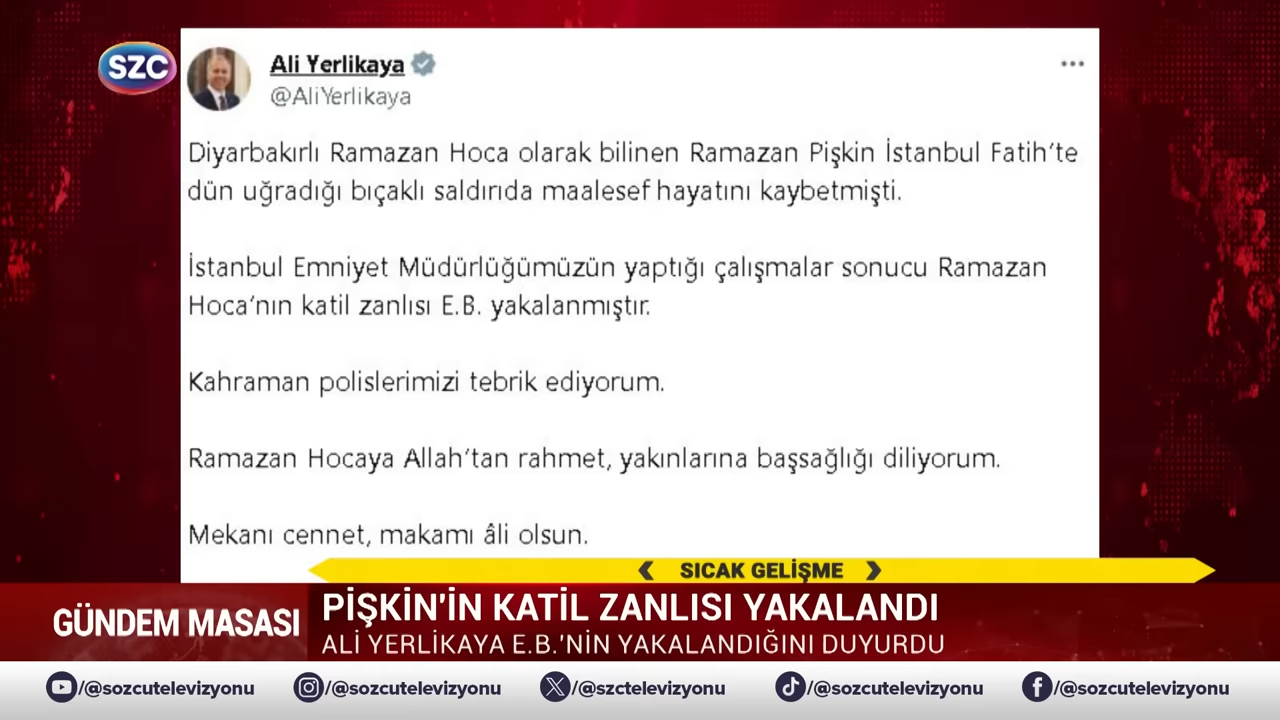 SZC
Ali Yerlikaya
@AliYerlikaya
Diyarbakırlı Ramazan Hoca olarak bilinen Ramazan Pişkin İstanbul Fatih'te
dün uğradığı bıçaklı saldırıda maalesef hayatını kaybetmişti.
İstanbul Emniyet Müdürlüğümüzün yaptığı çalışmalar sonucu Ramazan
Hoca'nın katil zanlısı E.B. yakalanmıştır.
Kahraman polislerimizi tebrik ediyorum.
Ramazan Hocaya Allah'tan rahmet, yakınlarına başsağlığı diliyorum.
Mekanı cennet, makamı âli olsun.
SICAK GELİŞME
GÜNDEM MASASI
PİŞKİN'İN KATİL ZANLISI YAKALANDI
ALİ YERLİKAYA E.B.'NİN YAKALANDIĞINI DUYURDU
/@sozcutelevizyonu /@sozcutelevizyonu /@szctelevizyonu /@sozcutelevizyonu /@sozcutelevizyonu